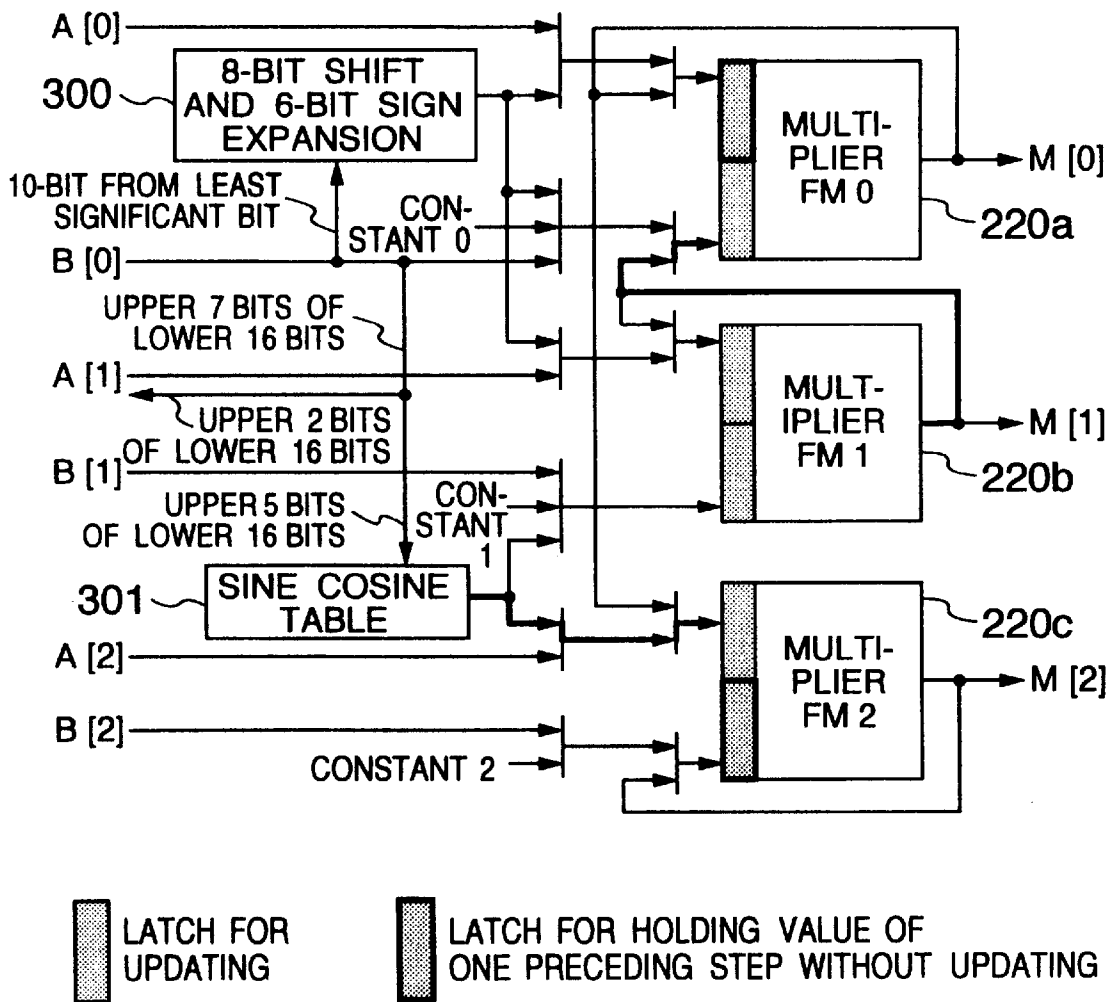 A [0]
8-BIT SHIFT
AND 6-BIT SIGN
EXPANSION
300
MULTI-
PLIER
FM 0
M [0]
220a
10-BIT FROM LEAST
SIGNIFICANT BIT
CON-
STANT 0
B [0]
UPPER 7 BITS OF
LOWER 16 BITS
A [1]
UPPER 2 BITS
OF LOWER 16 BITS
MULT-
IPLIER
FM 1
M [1]
220b
B [1]
UPPER 5 BITS
OF LOWER 16 BITS
CON-
STANT
1
301
SINE COSINE
TABLE
A [2]
MULTI-
PLIER
FM 2
220c
M [2]
B [2]
CONSTANT 2
LATCH FOR
UPDATING
LATCH FOR HOLDING VALUE OF
ONE PRECEDING STEP WITHOUT UPDATING